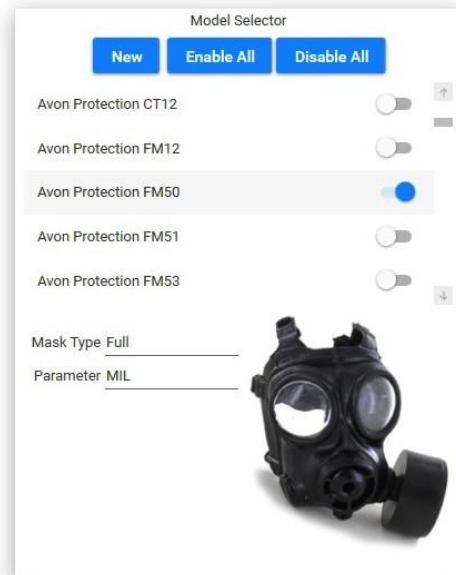 Model Selector
New Enable All Disable All
Avon Protection CT12
Avon Protection FM12
Avon Protection FM50
Avon Protection FM51
Avon Protection FM53
Mask Type Full
Parameter MIL